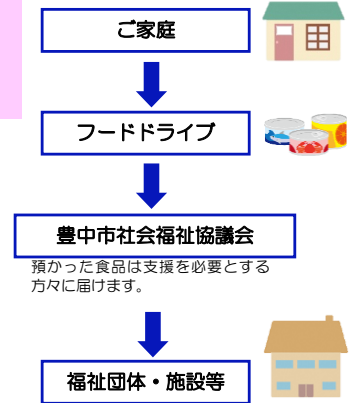 ご家庭
フードドライブ
豊中市社会福祉協議会
預かった食品は支援を必要とする
方々に届けます。
福祉団体・施設等